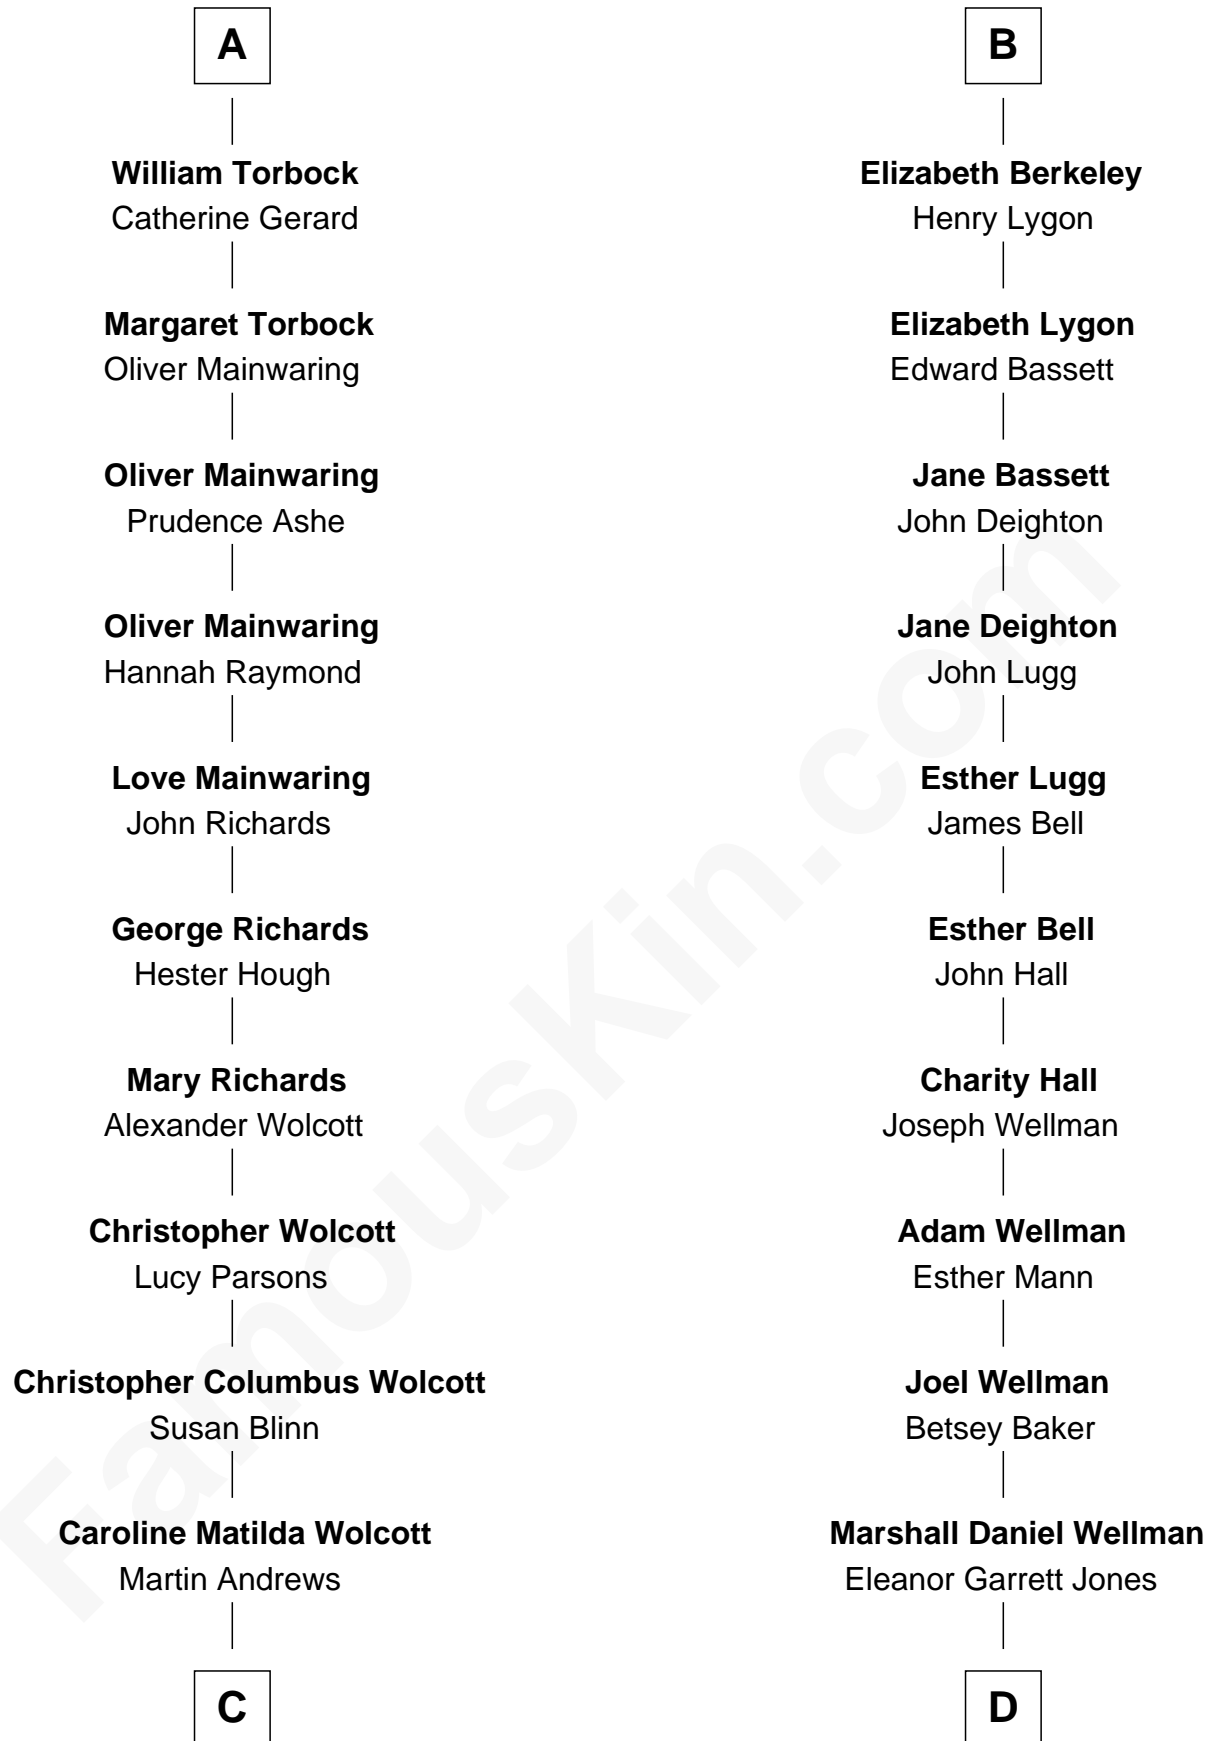 A
William Torbock
Catherine Gerard
Margaret Torbock
Oliver Mainwaring
Oliver Mainwaring
Prudence Ashe
Oliver Mainwaring
Hannah Raymond
Love Mainwaring
John Richards
George Richards
Hester Hough
Mary Richards
Alexander Wolcott
Christopher Wolcott
Lucy Parsons
Christopher Columbus Wolcott
Susan Blinn
Caroline Matilda Wolcott
Martin Andrews
C
B
Elizabeth Berkeley
Henry Lygon
Elizabeth Lygon
Edward Bassett
Jane Bassett
John Deighton
Jane Deighton
John Lugg
Esther Lugg
James Bell
Esther Bell
John Hall
Charity Hall
Joseph Wellman
Adam Wellman
Esther Mann
Joel Wellman
Betsey Baker
Marshall Daniel Wellman
Eleanor Garrett Jones
D
FamousKin.com